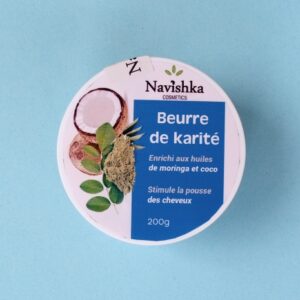 N
Navishka
COSMETICS
Beurre
de karité
Enrichi aux huiles
de moringa et coco
Stimule la pousse
des cheveux
200g